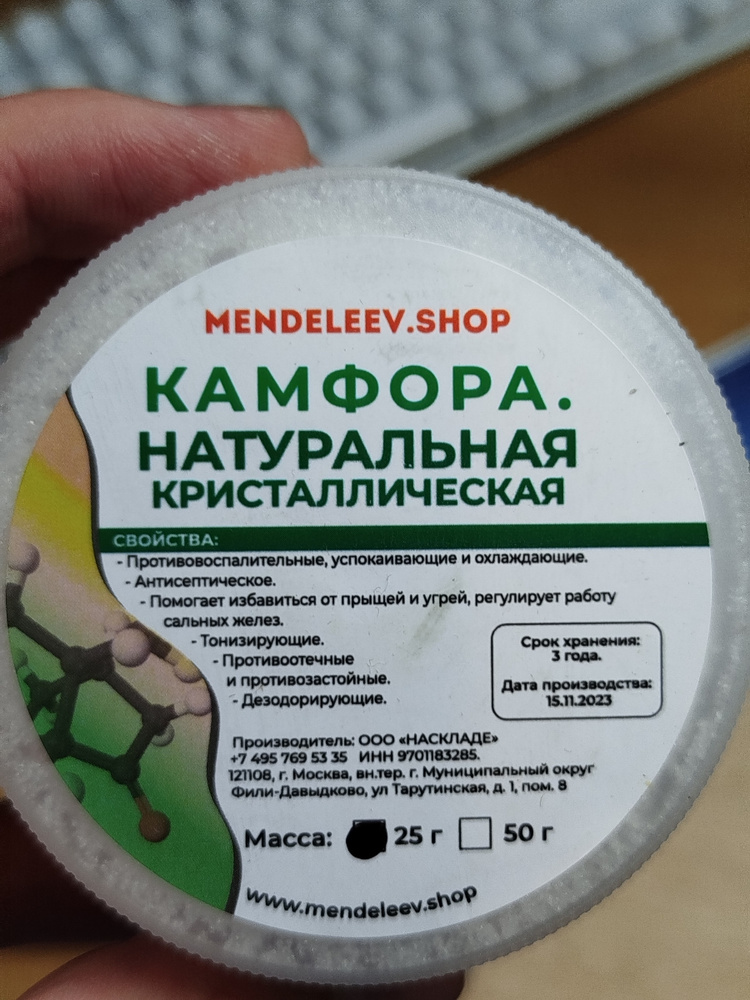 MENDELEEV.SHOP
КАМФОРА.
НАТУРАЛЬНАЯ
КРИСТАЛЛИЧЕСКАЯ
СВОЙСТВА:
- Противовоспалительные, успокаивающие и охлаждающие.
- Антисептическое.
- Помогает избавиться от прыщей и угрей, регулирует работу
сальных желез.
- Тонизирующие.
- Противоотечные
и противозастойные.
- Дезодорирующие.
Срок хранения:
3 года.
Дата производства:
15.11.2023
Производитель: ООО «НАСКЛАДЕ»
+7 495 769 53 35 ИНН 9701183285.
121108, г. Москва, вн.тер. г. Муниципальный округ
Фили-Давыдково, ул Тарутинская, д. 1, пом. 8
Масса: 25 г 50 г
www.mendeleev.shop